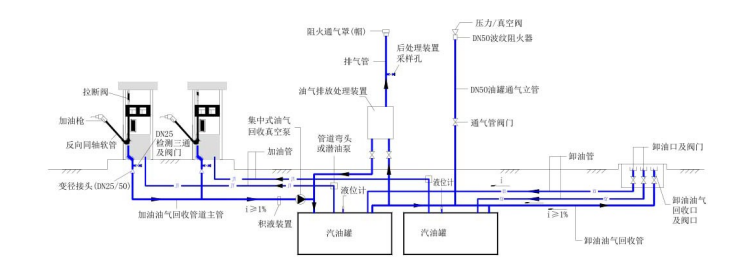 阻火通气罩(帽)
压力/真空阀
DN50波纹阻火器
后处理装置
采样孔
排气管
拉断阀
油气排放处理装置
DN50油罐通气立管
加油枪
反向同轴软管
DN25
检测三通
及阀门
集中式油气
回收真空泵
加油管
管道弯头
或潜油泵
通气管阀门
卸油管
卸油口及阀门
变径接头(DN25/50)
液位计
液位计
i
加油油气回收管道主管
i≥1%
积液装置
i≥1%
卸油油气
回收口
及阀口
汽油罐
汽油罐
卸油油气回收管